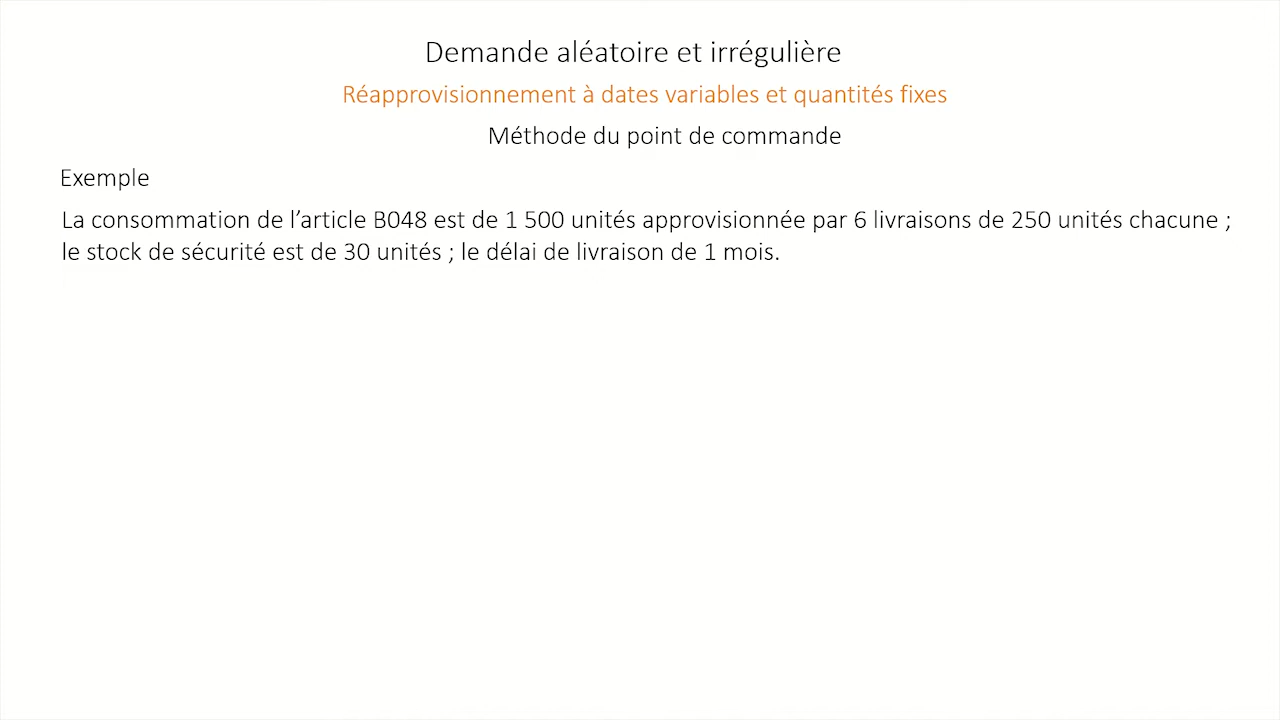 Demande aléatoire et irrégulière
Réapprovisionnement à dates variables et quantités fixes
Méthode du point de commande
Exemple
La consommation de l’article B048 est de 1 500 unités approvisionnée par 6 livraisons de 250 unités chacune ;
le stock de sécurité est de 30 unités ; le délai de livraison de 1 mois.